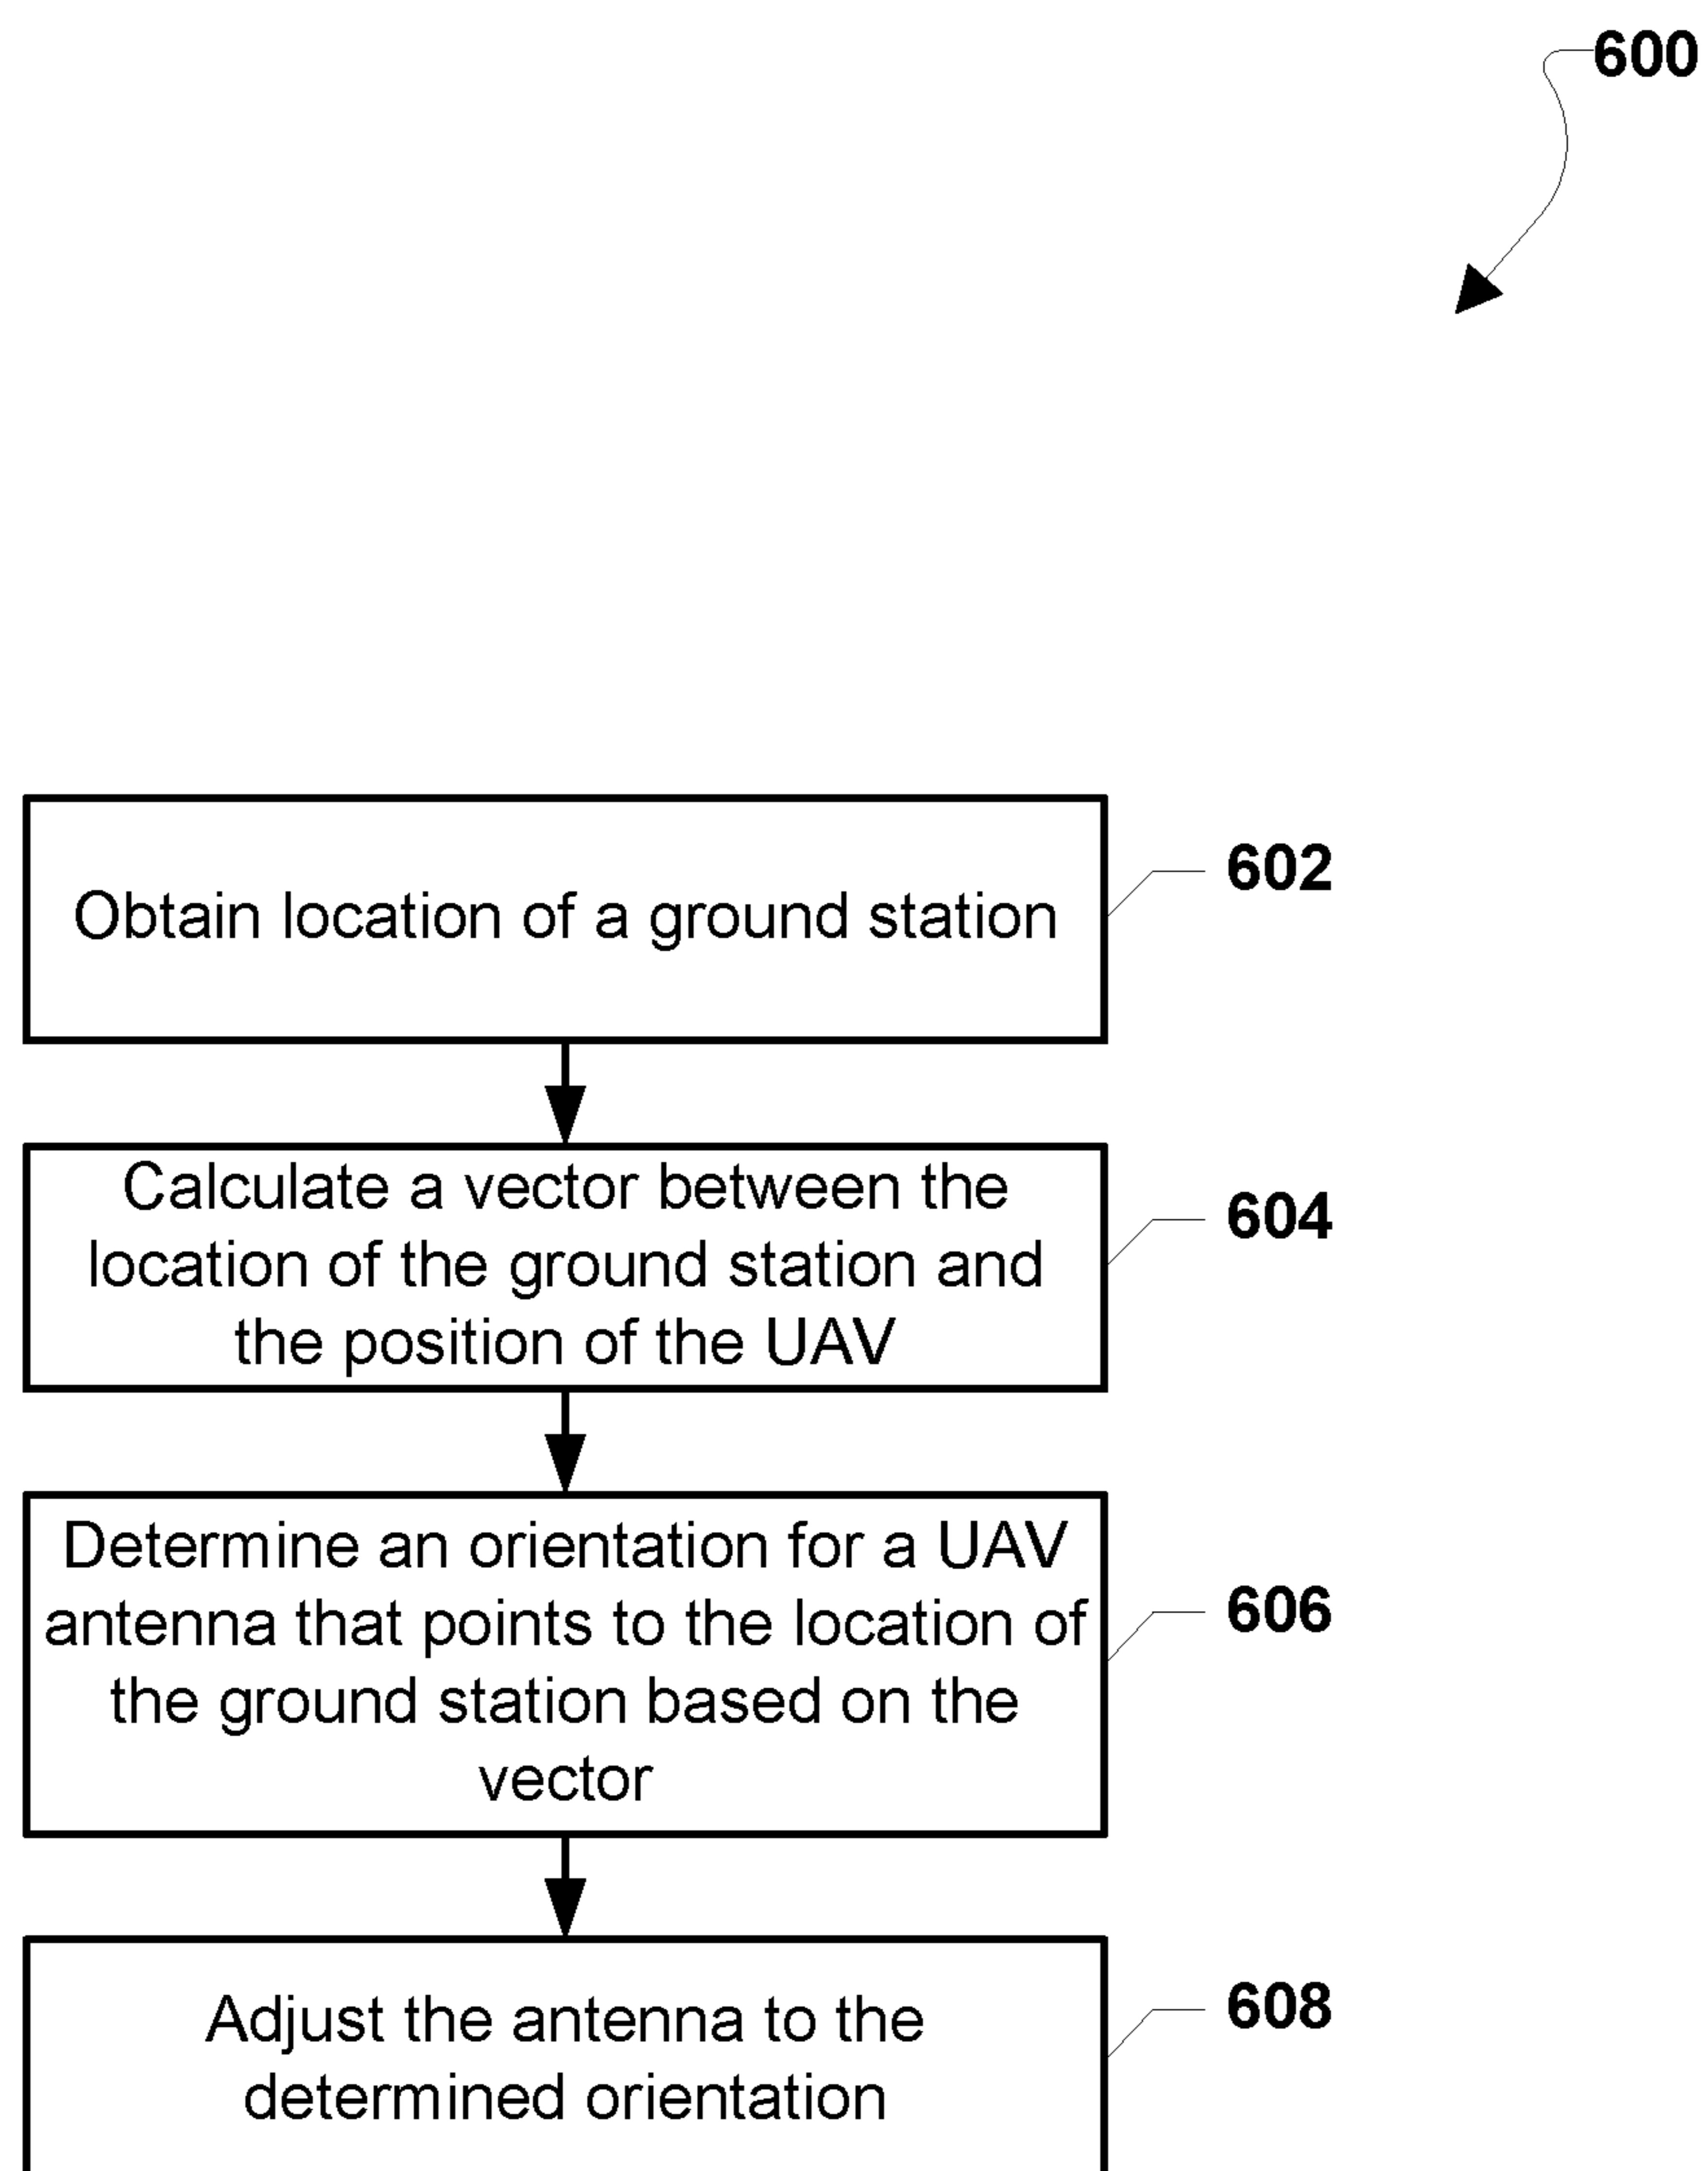 600
Obtain location of a ground station
602
Calculate a vector between the
location of the ground station and
the position of the UAV
604
Determine an orientation for a UAV
antenna that points to the location of
the ground station based on the
vector
606
Adjust the antenna to the
determined orientation
608